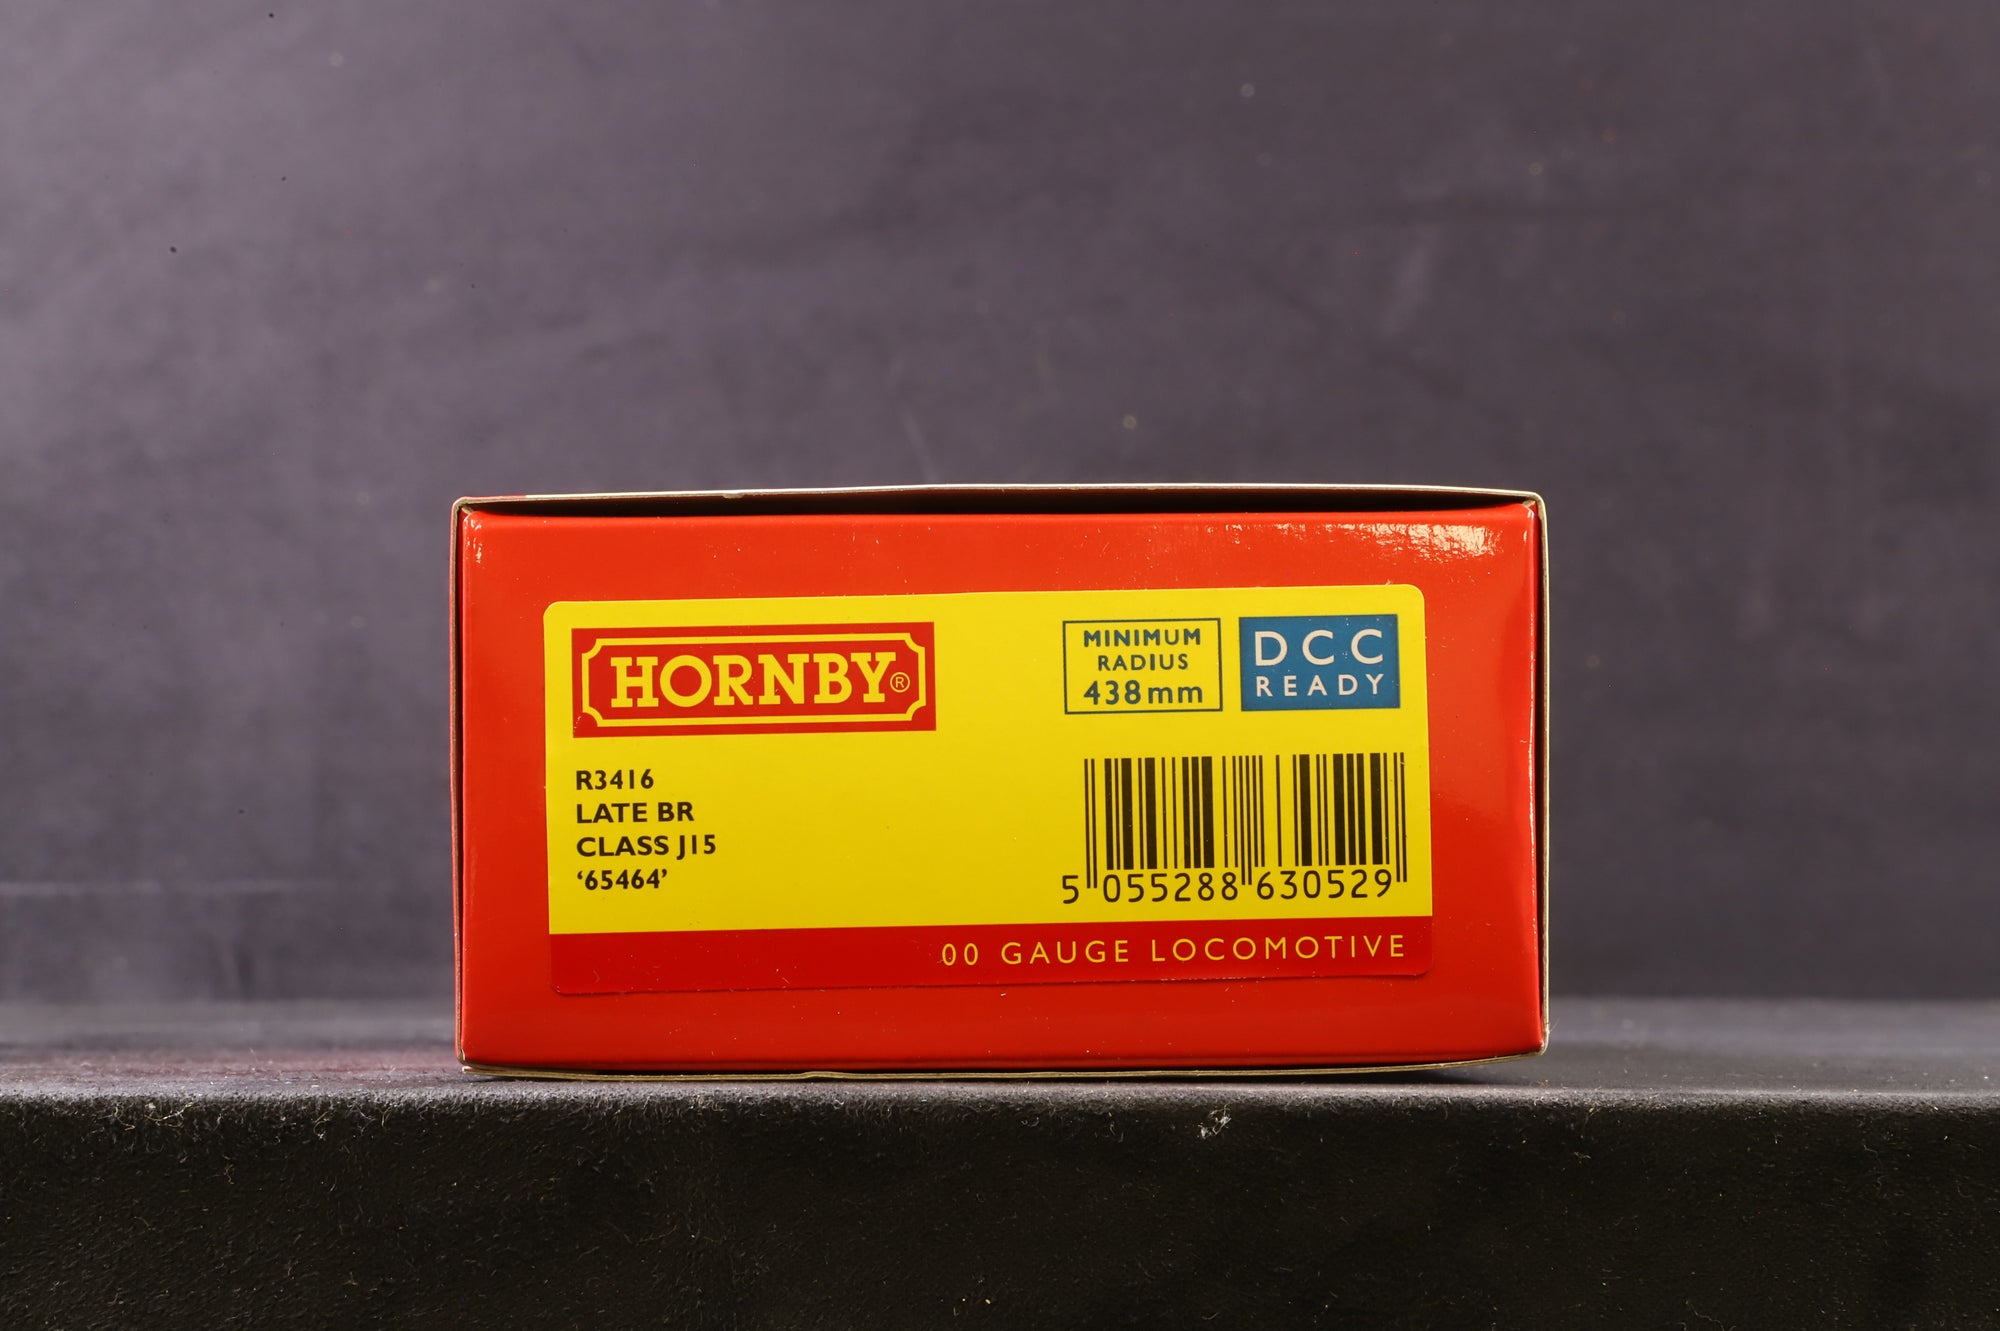 HORNBY®
MINIMUM
RADIUS
438mm
DCC
READY
R3416
LATE BR
CLASS J15
‘65464’
5 055288 630529
00 GAUGE LOCOMOTIVE